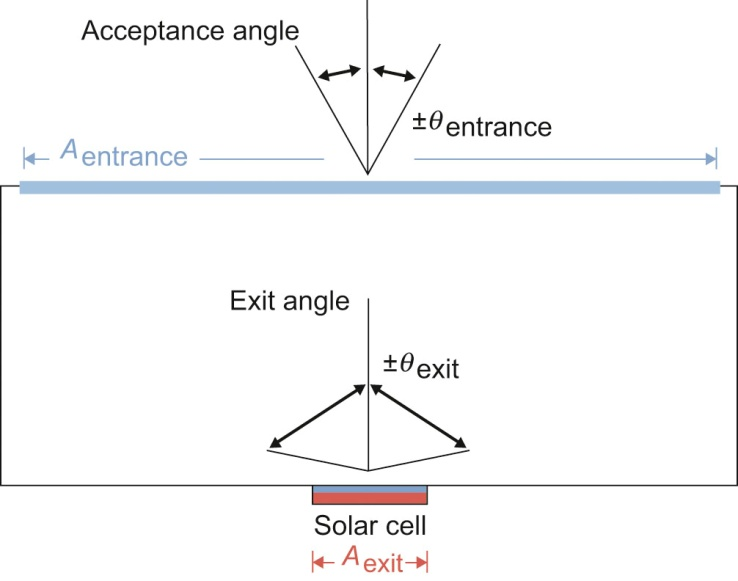 Acceptance angle
±θentrance
Aentrance
Exit angle
±θexit
Solar cell
Aexit